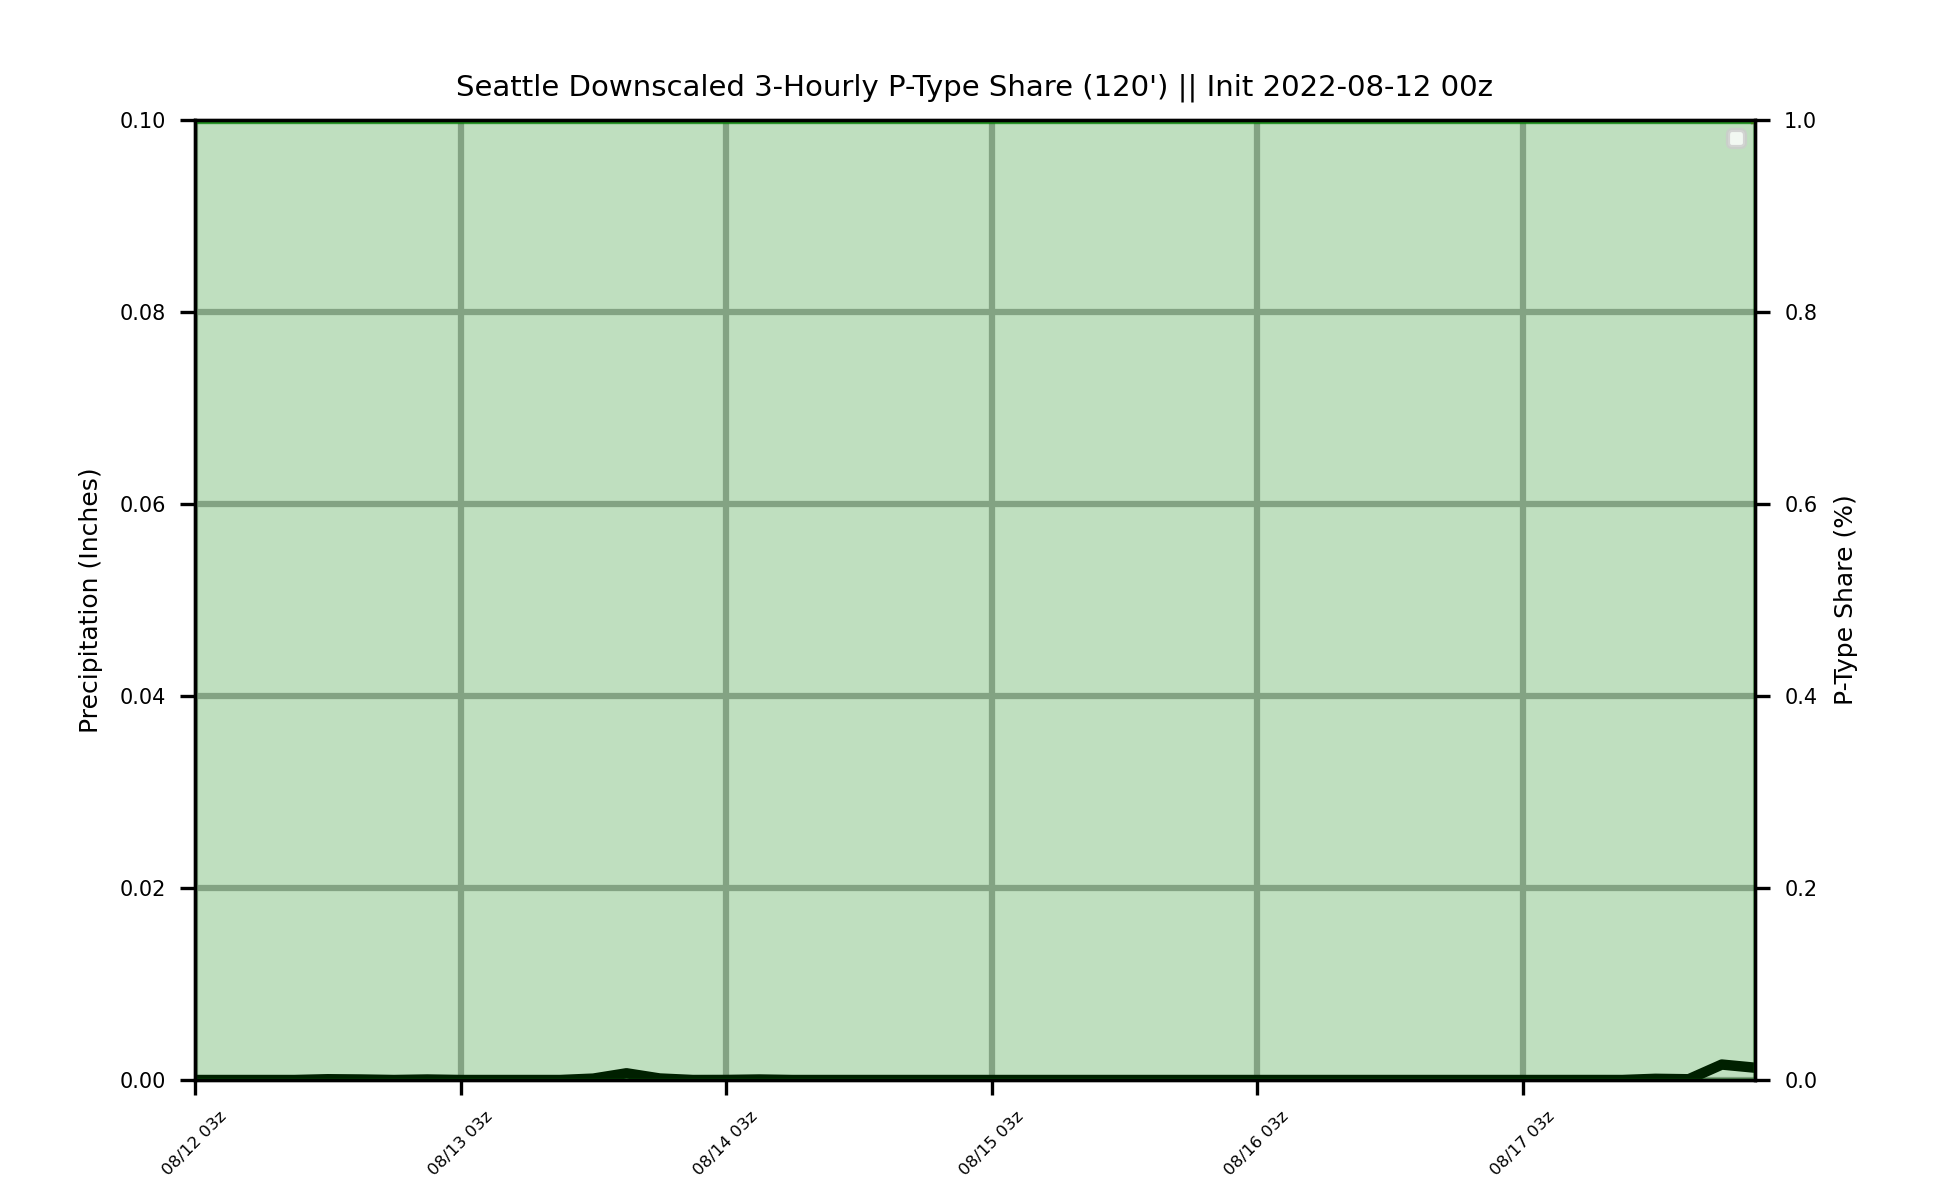 Seattle Downscaled 3-Hourly P-Type Share (120') || Init 2022-08-12 00z
0.10
0.08
0.06
0.04
0.02
0.00
Precipitation (Inches)
1.0
0.8
0.6
0.4
0.2
0.0
P-Type Share (%)
08/12 03z
08/13 03z
08/14 03z
08/15 03z
08/16 03z
08/17 03z